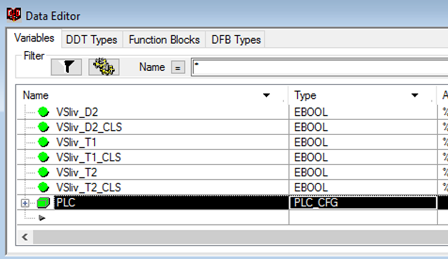 Data Editor
Variables DDT Types Function Blocks DFB Types
Filter
Name = *
Name Type A
VSliv_D2 EBOOL %
VSliv_D2_CLS EBOOL %
VSliv_T1 EBOOL %
VSliv_T1_CLS EBOOL %
VSliv_T2 EBOOL %
VSliv_T2_CLS EBOOL %
PLC PLC_CFG